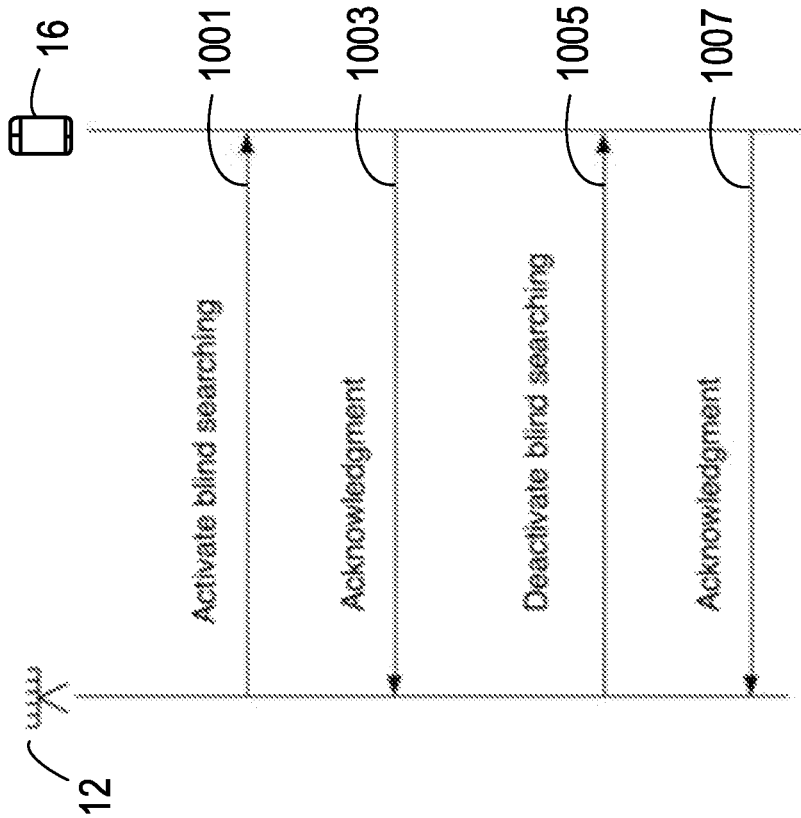 16
12
Activate blind searching
1001
Acknowledgment
1003
Deactivate blind searching
1005
Acknowledgment
1007